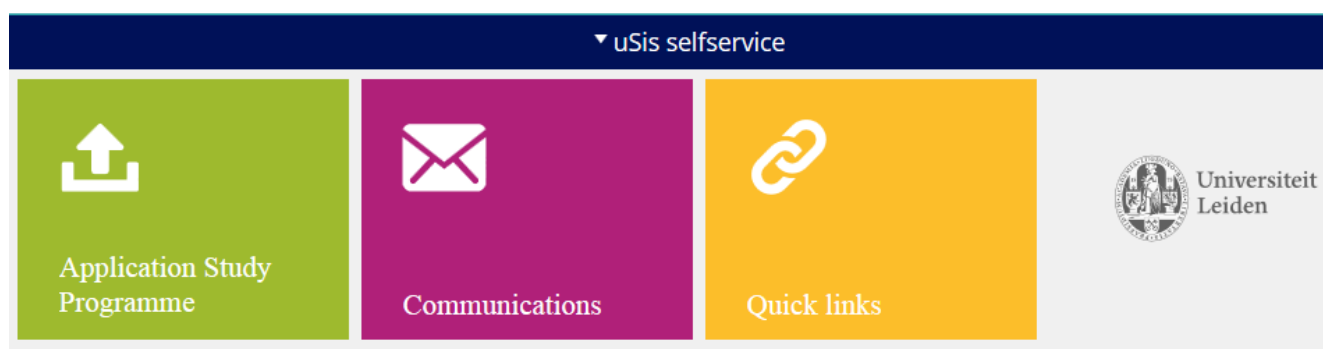 uSis selfservice
Application Study
Programme
Communications
Quick links
Universiteit
Leiden